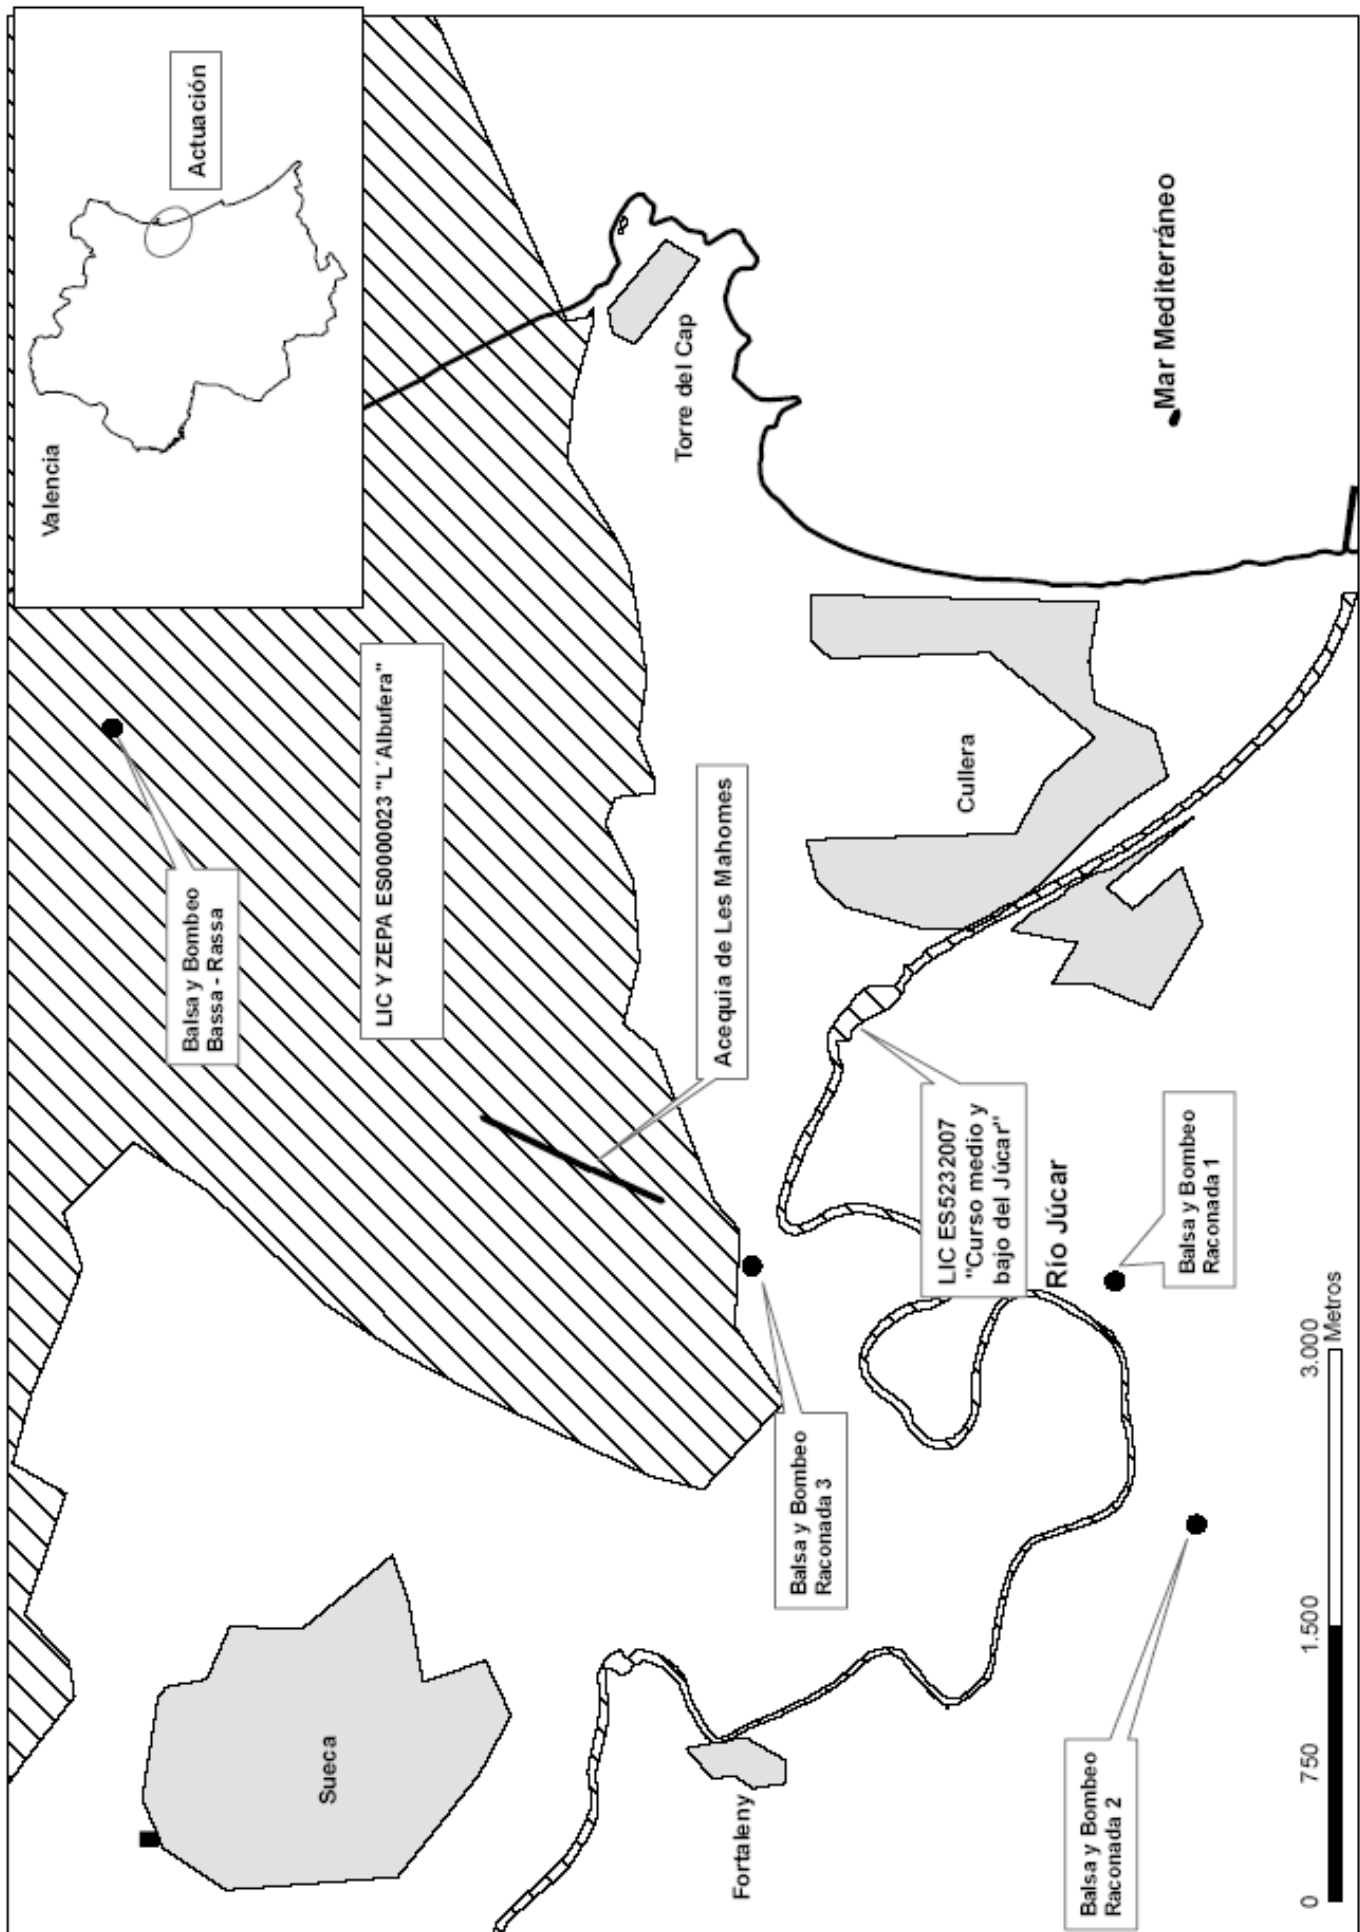 Valencia
Actuación
Balsa y Bombeo
Bassa - Rassa
LIC Y ZEPA ES0000023 "L´Albufera"
Torre del Cap
Acequia de Les Mahomes
Sueca
Balsa y Bombeo
Raconada 3
Cullera
Mar Mediterráneo
LIC ES5232007
"Curso medio y
bajo del Júcar"
Río Júcar
Fortaleny
Balsa y Bombeo
Raconada 1
Balsa y Bombeo
Raconada 2
0 750 1.500 3.000
Metros